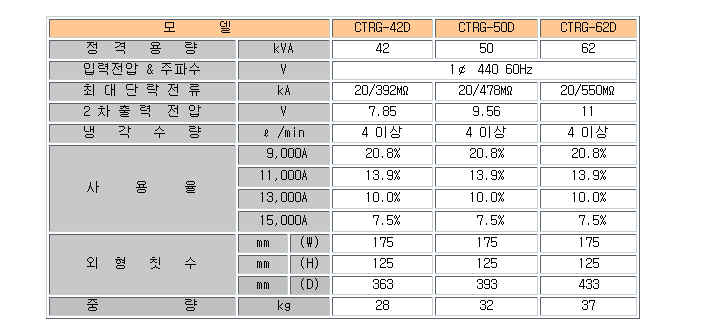 모 델 CTRG-42D CTRG-50D CTRG-62D
정 격 용 량 kVA 42 50 62
입력전압 & 주파수 V 1¢ 440 60Hz
최 대 단 락 전 류 kA 20/392MΩ 20/478MΩ 20/550MΩ
2 차 출 력 전 압 V 7.85 9.56 11
냉 각 수 량 ℓ /min 4 이상 4 이상 4 이상
사 용 율 9,000A 20.8% 20.8% 20.8%
11,000A 13.9% 13.9% 13.9%
13,000A 10.0% 10.0% 10.0%
15,000A 7.5% 7.5% 7.5%
외 형 칫 수 mm (W) 175 175 175
mm (H) 125 125 125
mm (D) 363 393 433
중 량 kg 28 32 37